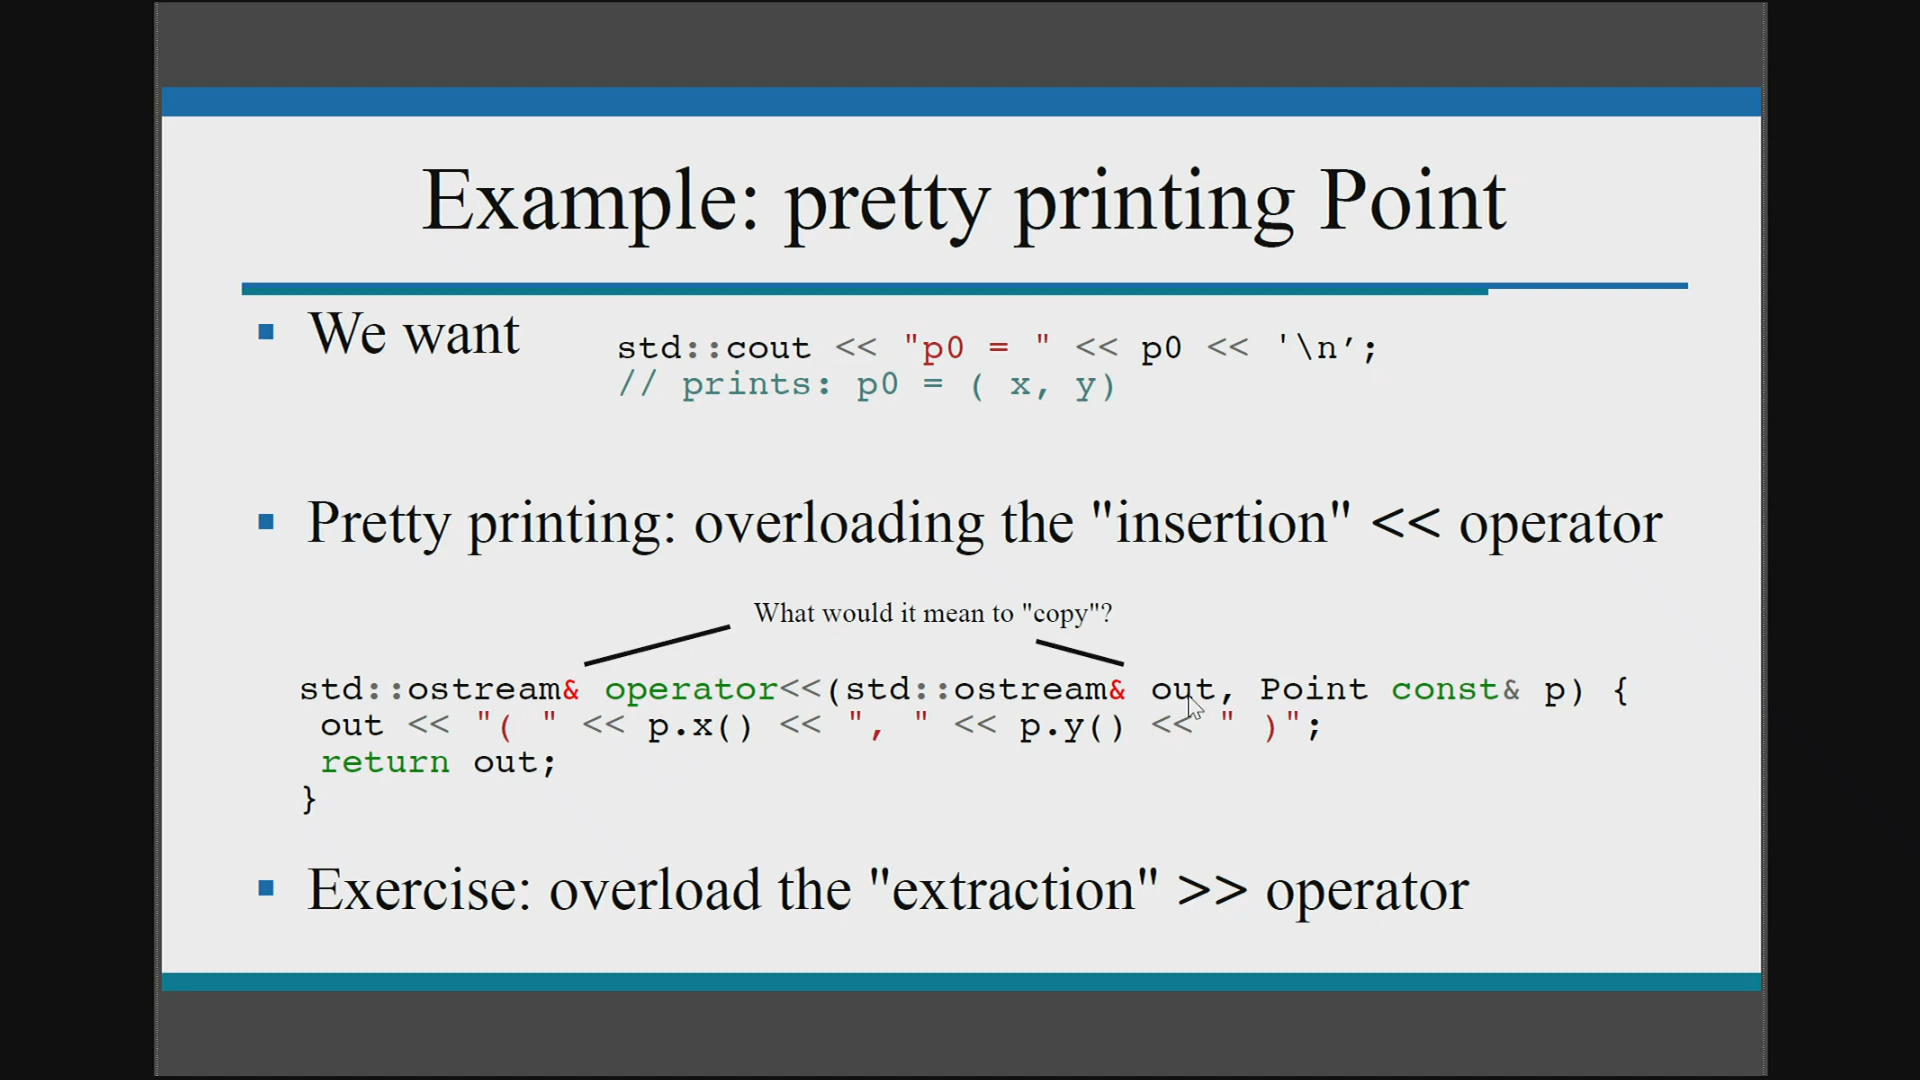 Example: pretty printing Point
We want
std::cout << "p0 = " << p0 << '\n’;
// prints: p0 = ( x, y)
Pretty printing: overloading the "insertion" << operator
What would it mean to "copy"?
std::ostream& operator<<(std::ostream& out, Point const& p) {
out << "( " << p.x() << ", " << p.y() << " )";
return out;
}
Exercise: overload the "extraction" >> operator